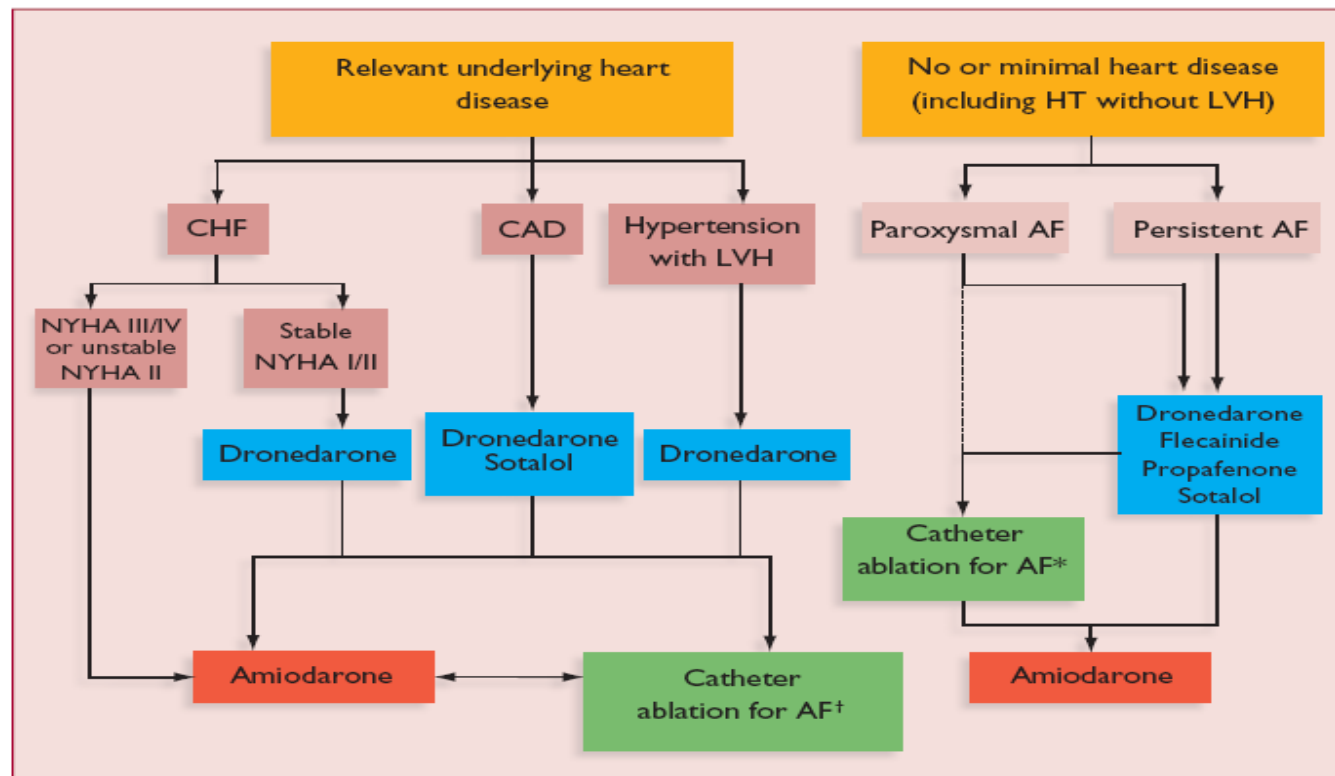 Relevant underlying heart
disease
No or minimal heart disease
(including HT without LVH)
CHF
CAD
Hypertension
with LVH
Paroxysmal AF
Persistent AF
NYHA III/IV
or unstable
NYHA II
Stable
NYHA I/II
Dronedarone
Dronedarone
Sotalol
Dronedarone
Dronedarone
Flecainide
Propafenone
Sotalol
Catheter
ablation for AF*
Amiodarone
Catheter
ablation for AF†
Amiodarone